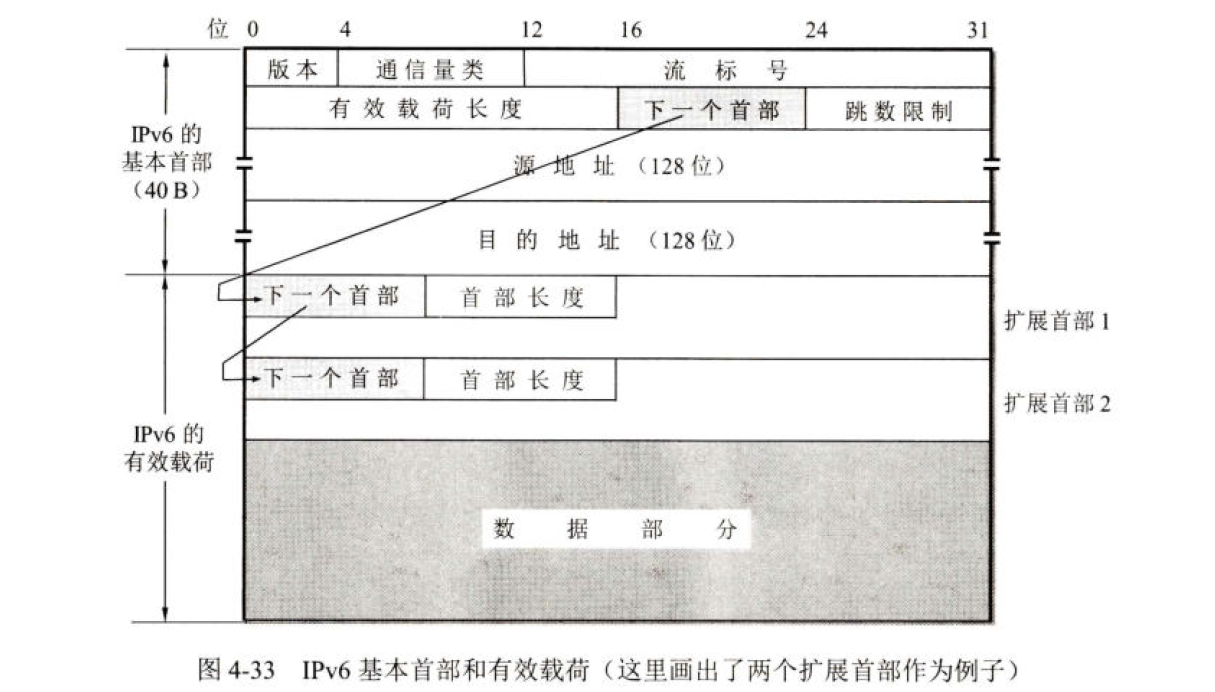 位 0 4 12 16 24 31
版本 通信量类 流标号
有效载荷长度 下一个首部 跳数限制
IPv6 的
基本首部
（40 B）
源地址（128 位）
目的地址（128 位）
下一个首部 首部长度
扩展首部 1
下一个首部 首部长度
扩展首部 2
IPv6 的
有效载荷
数据部分
图 4-33 IPv6 基本首部和有效载荷（这里画出了两个扩展首部作为例子）